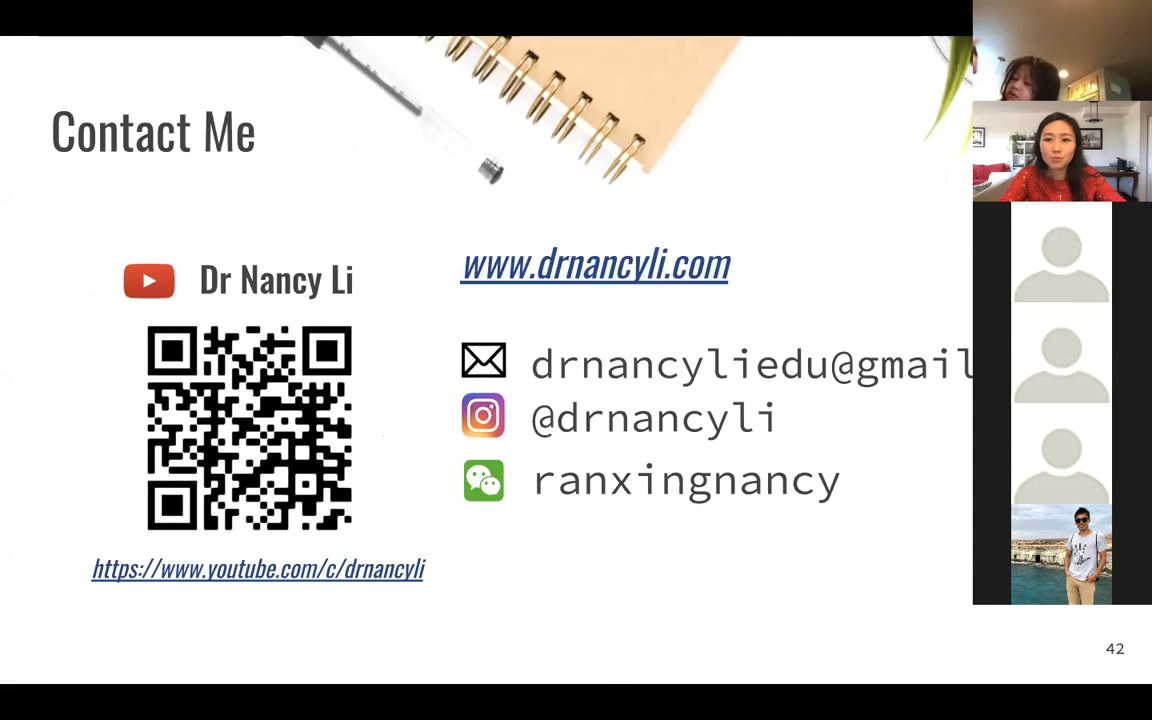 Contact Me
Dr Nancy Li
https://www.youtube.com/c/drnancyli
www.drnancyli.com
drnancyliedu@gmail
@drnancyli
ranxingnancy
42